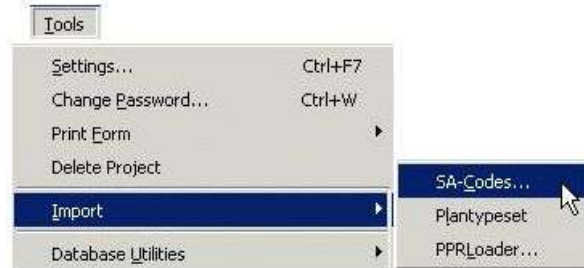 Tools
Settings... Ctrl+F7
Change Password... Ctrl+W
Print Form
Delete Project
Import
Database Utilities
SA-Codes...
Plantypeset
PPRLoader...